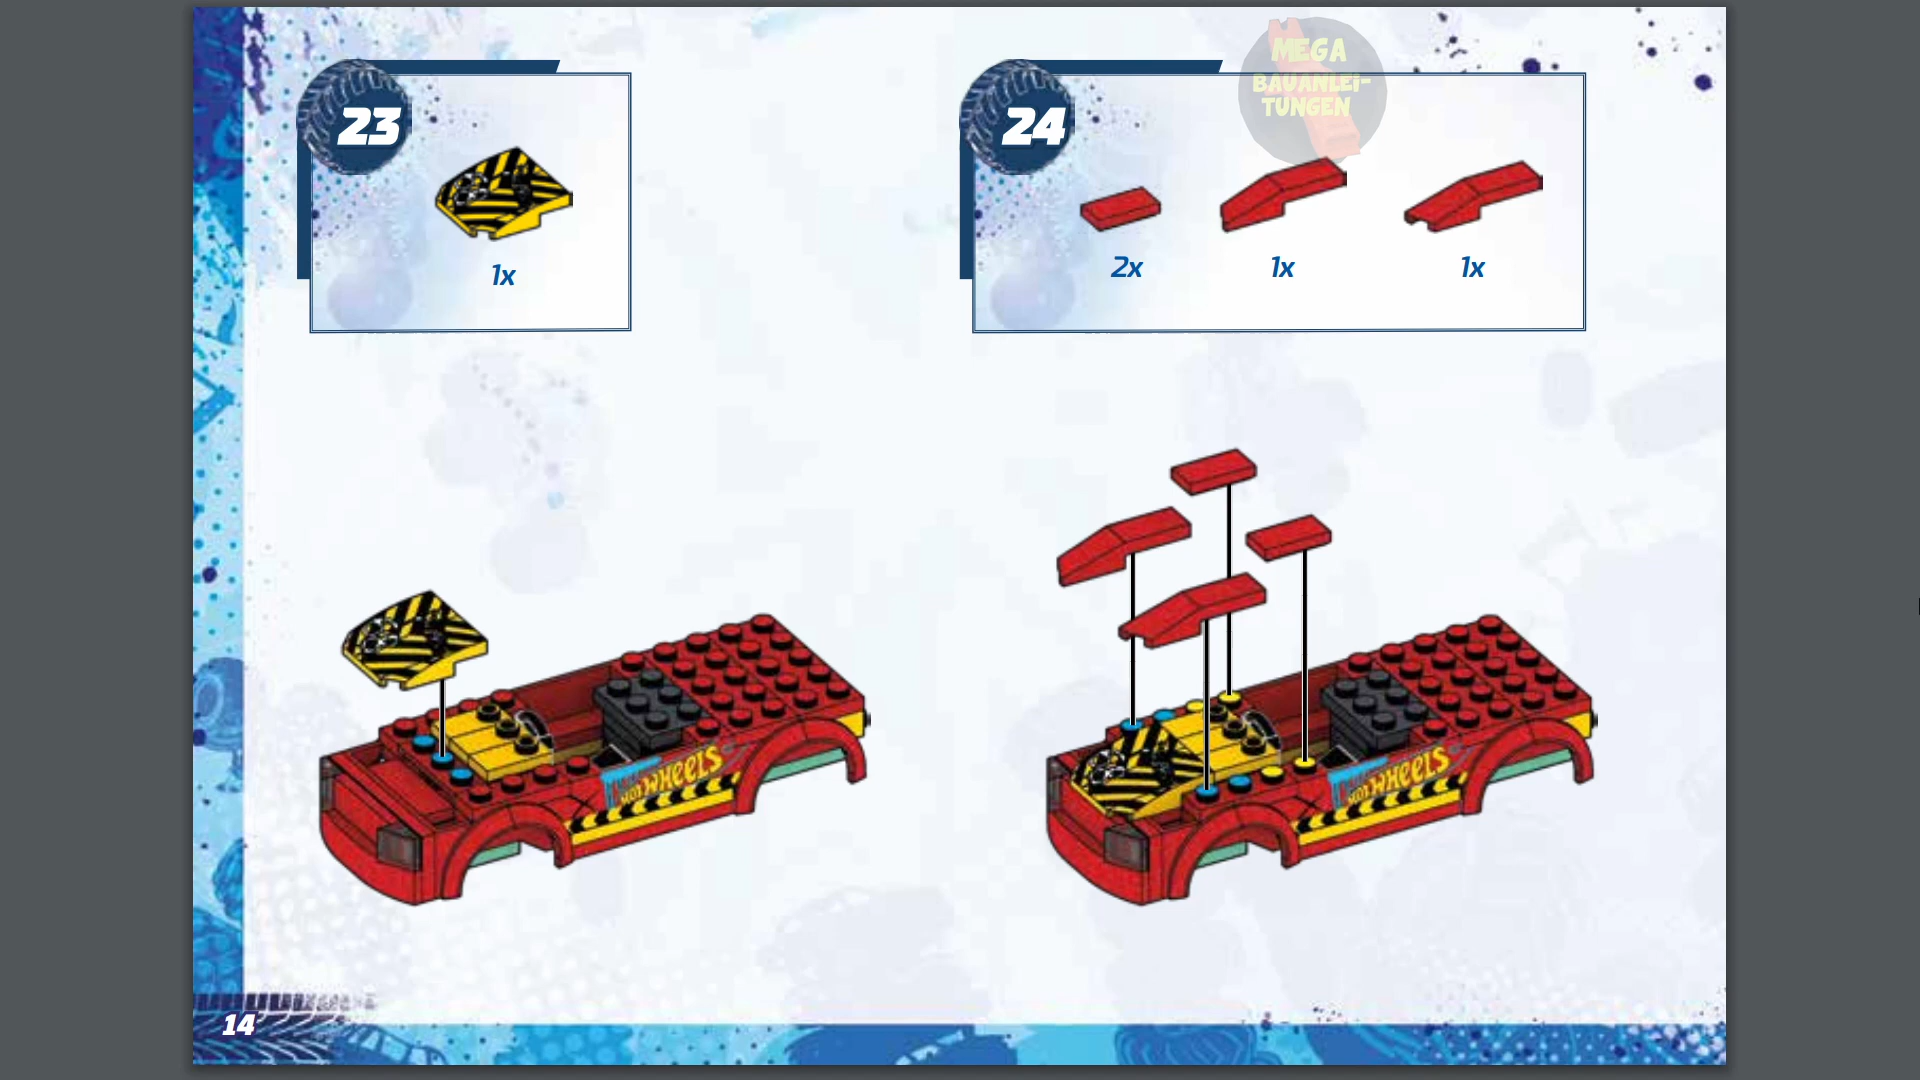 23
1x
24
MEGA
BAUANLEI-
TUNGEN
2x
1x
1x
HOT WHEELS
HOT WHEELS
14